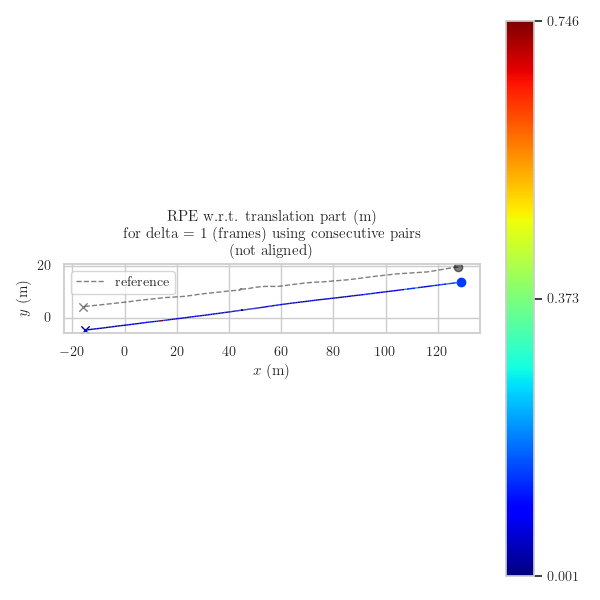 0.746
RPE w.r.t. translation part (m)
for delta = 1 (frames) using consecutive pairs
(not aligned)
20
reference
y (m)
0
−20 0 20 40 60 80 100 120
x (m)
0.373
0.001